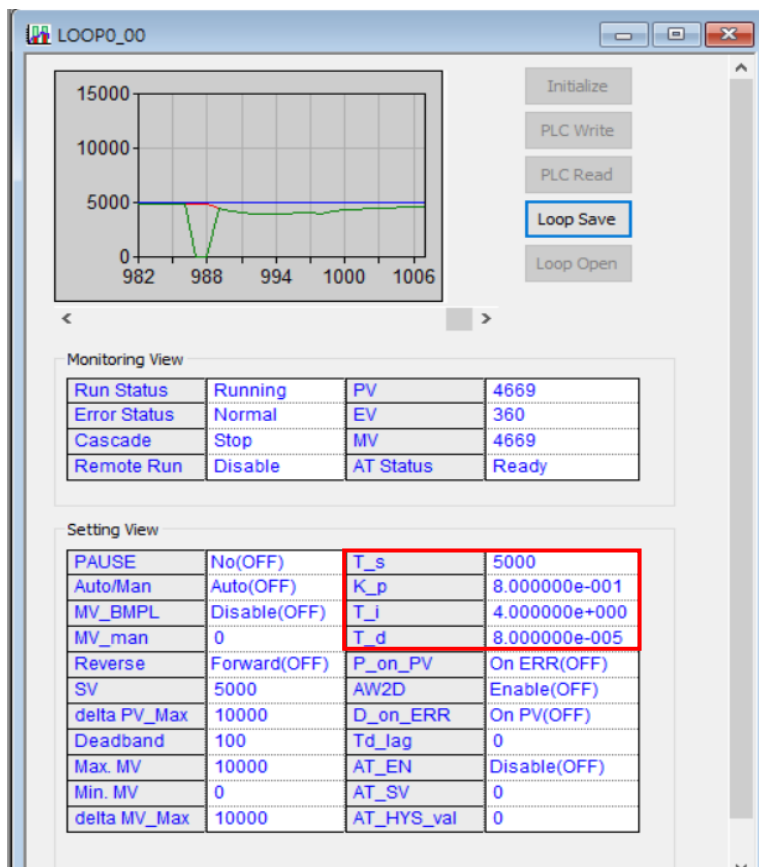 LOOP0_00
15000
10000
5000
0
982 988 994 1000 1006
Initialize
PLC Write
PLC Read
Loop Save
Loop Open
Monitoring View
Run Status Running PV 4669
Error Status Normal EV 360
Cascade Stop MV 4669
Remote Run Disable AT Status Ready
Setting View
PAUSE No(OFF) T_s 5000
Auto/Man Auto(OFF) K_p 8.000000e-001
MV_BMPL Disable(OFF) T_i 4.000000e+000
MV_man 0 T_d 8.000000e-005
Reverse Forward(OFF) P_on_PV On ERR(OFF)
SV 5000 AW2D Enable(OFF)
delta PV_Max 10000 D_on_ERR On PV(OFF)
Deadband 100 Td_lag 0
Max. MV 10000 AT_EN Disable(OFF)
Min. MV 0 AT_SV 0
delta MV_Max 10000 AT_HYS_val 0